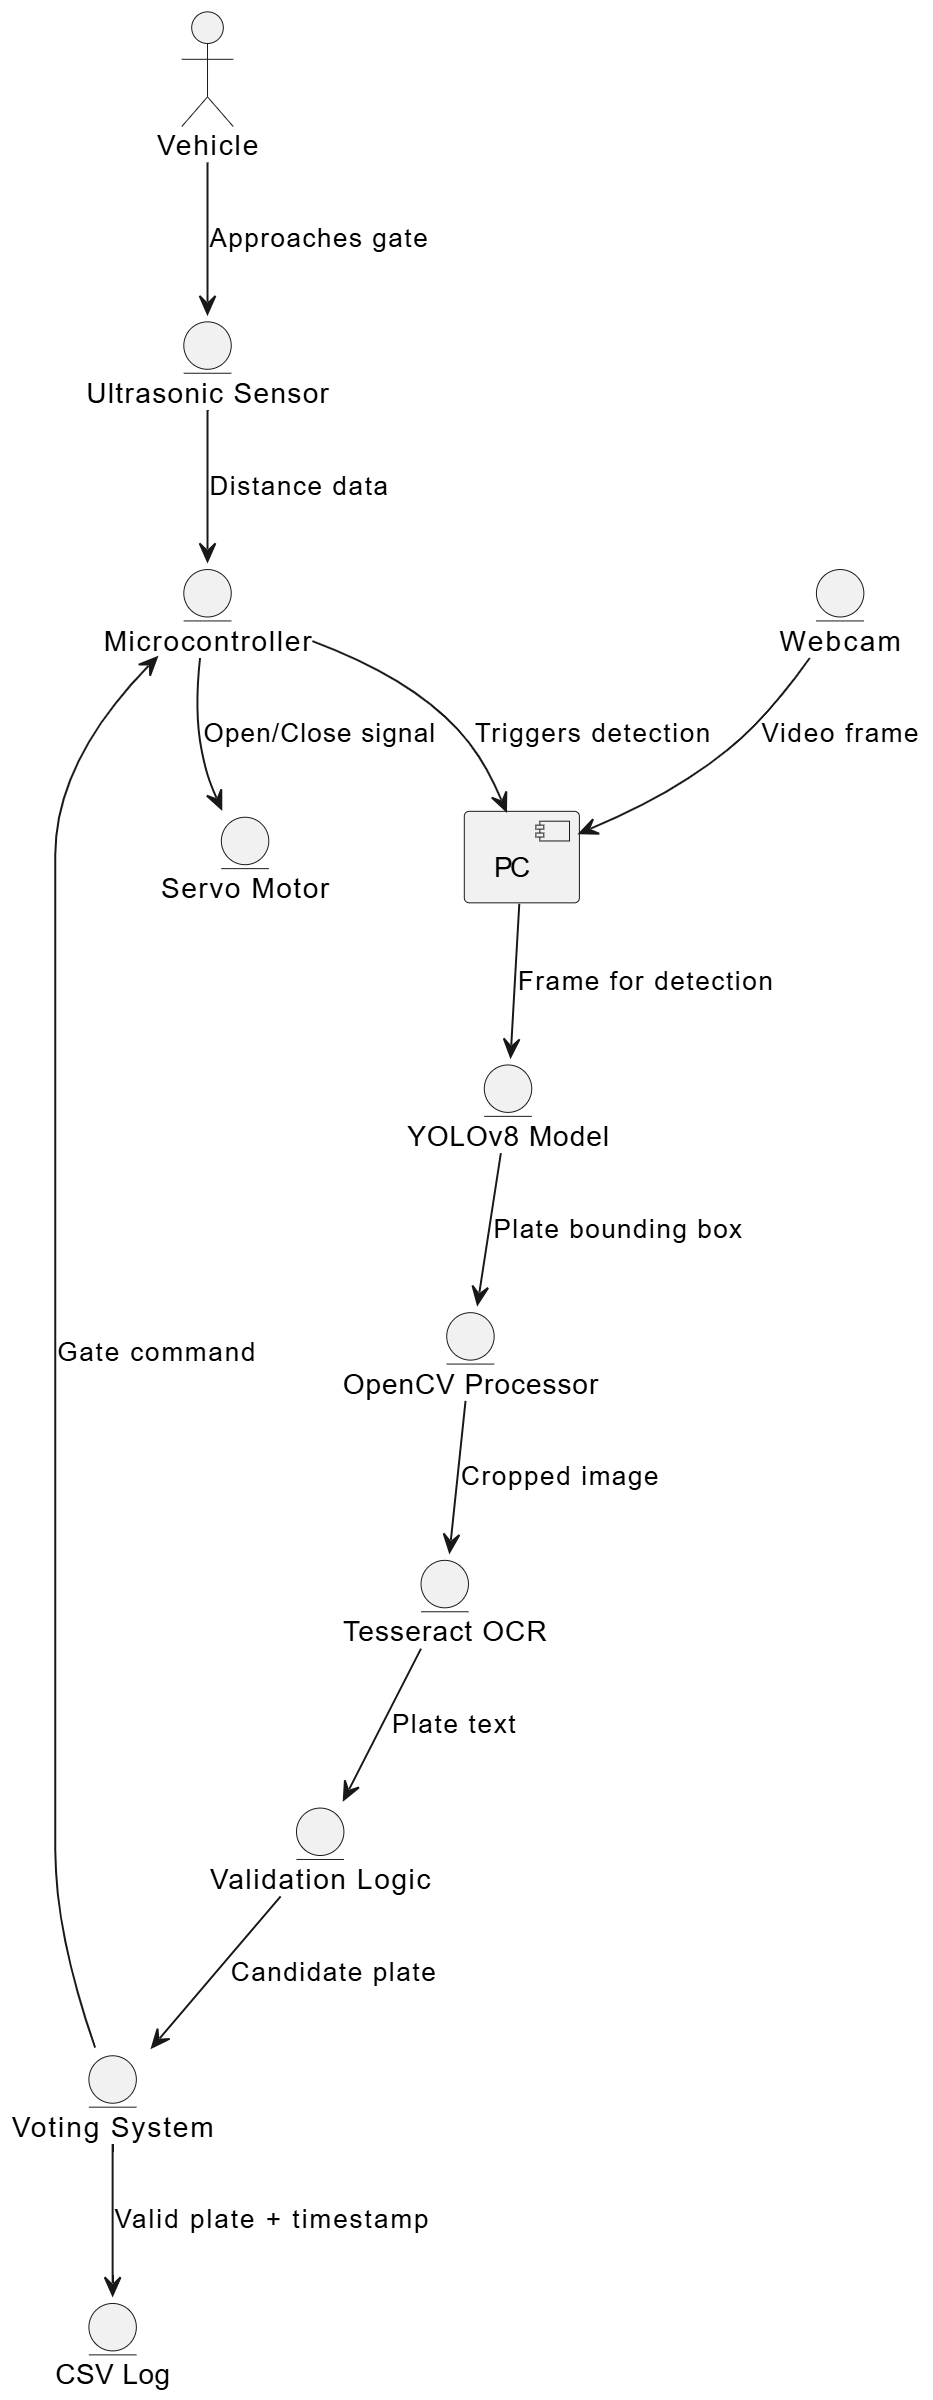 Vehicle
Approaches gate
Ultrasonic Sensor
Distance data
Microcontroller
Webcam
Open/Close signal
Triggers detection
Video frame
PC
Servo Motor
Frame for detection
YOLOv8 Model
Plate bounding box
Gate command
OpenCV Processor
Cropped image
Tesseract OCR
Plate text
Validation Logic
Candidate plate
Voting System
Valid plate + timestamp
CSV Log